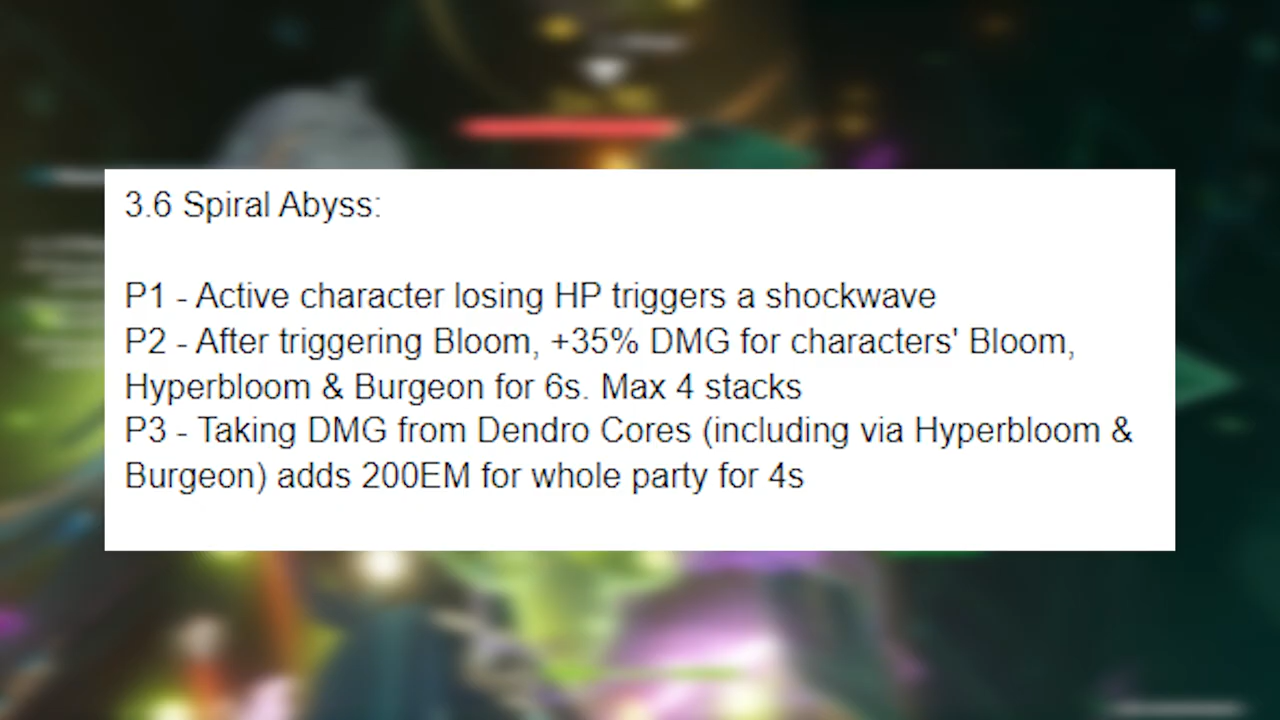 3.6 Spiral Abyss:
P1 - Active character losing HP triggers a shockwave
P2 - After triggering Bloom, +35% DMG for characters' Bloom,
Hyperbloom & Burgeon for 6s. Max 4 stacks
P3 - Taking DMG from Dendro Cores (including via Hyperbloom &
Burgeon) adds 200EM for whole party for 4s